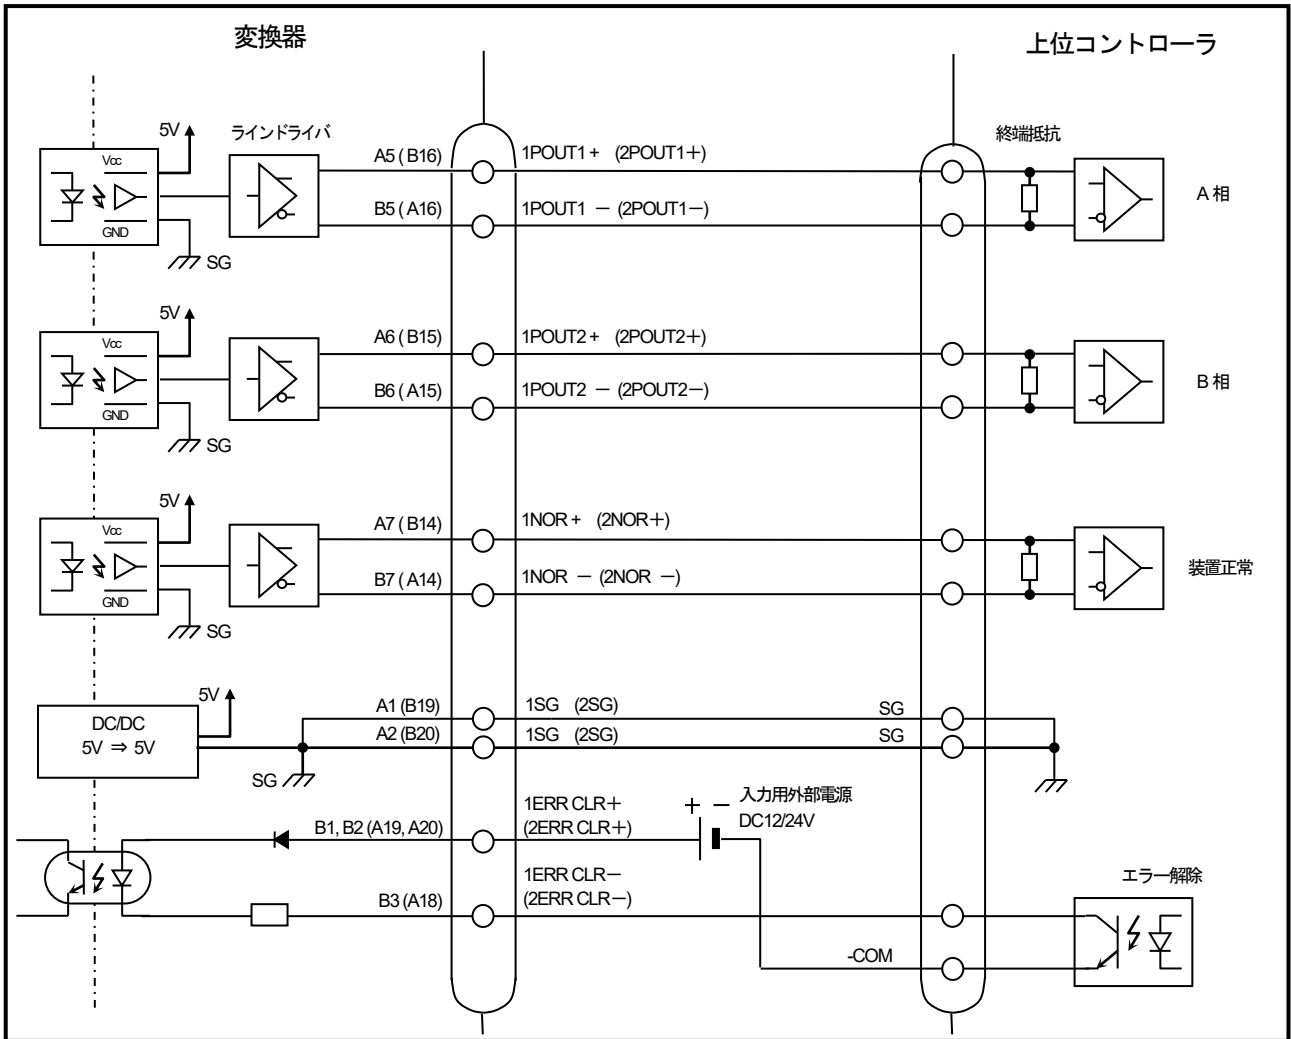 変換器
上位コントローラ
5V
ラインドライバ
終端抵抗
Vcc
A5 ( B16)
1POUT1 + (2POUT1+)
A 相
B5 ( A16)
1POUT1 － (2POUT1－)
GND
SG
5V
Vcc
A6 ( B15)
1POUT2 + (2POUT2+)
B 相
B6 ( A15)
1POUT2 － (2POUT2－)
GND
SG
5V
Vcc
A7 ( B14)
1NOR + (2NOR+)
装置正常
B7 ( A14)
1NOR － (2NOR －)
GND
SG
5V
DC/DC
5V ⇒ 5V
A1 (B19)
1SG (2SG)
SG
A2 (B20)
1SG (2SG)
SG
SG
入力用外部電源
DC12/24V
+ －
1ERR CLR+
(2ERR CLR+)
B1, B2 (A19, A20)
1ERR CLR－
(2ERR CLR－)
B3 (A18)
エラー解除
-COM